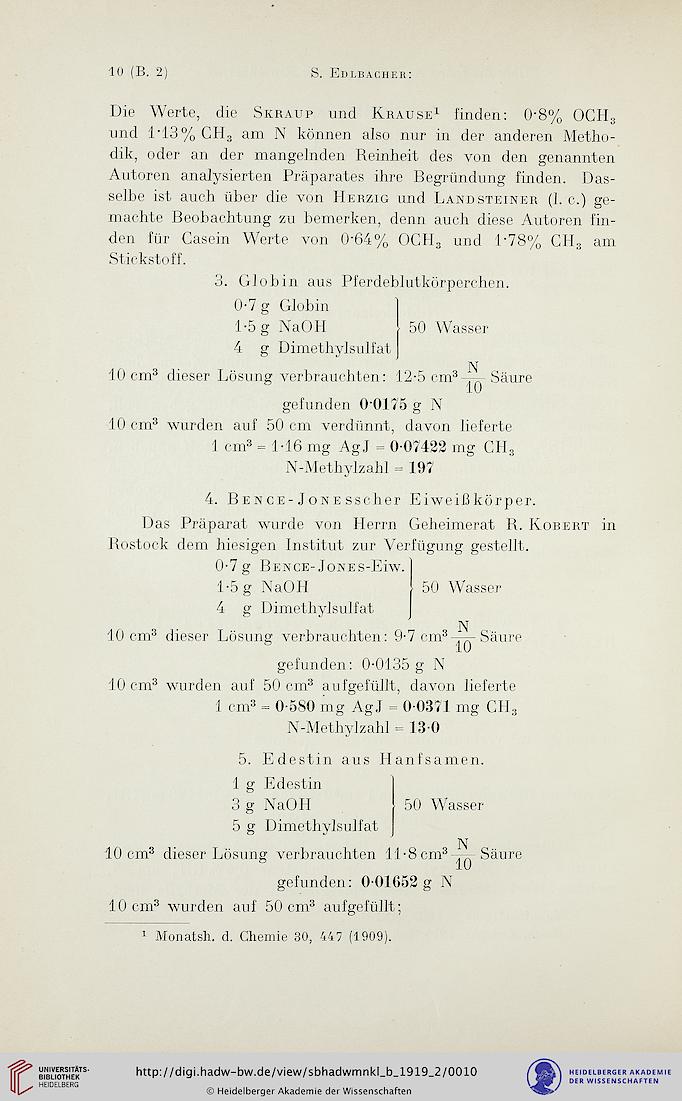 10 (B. 2)
S. EDLBACHER:
Die Werte, die SKRAUP und KRAUSE¹ finden: 0·8% OCH₃
und 1·13% CH₃ am N können also nur in der anderen Metho-
dik, oder an der mangelnden Reinheit des von den genannten
Autoren analysierten Präparates ihre Begründung finden. Das-
selbe ist auch über die von HERZIG und LANDSTEINER (l. c.) ge-
machte Beobachtung zu bemerken, denn auch diese Autoren fin-
den für Casein Werte von 0·64% OCH₃ und 1·78% CH₃ am
Stickstoff.
3. Globin aus Pferdeblutkörperchen.
0·7 g Globin
1·5 g NaOH } 50 Wasser
4 g Dimethylsulfat
10 cm³ dieser Lösung verbrauchten: 12·5 cm³ N/10 Säure
gefunden 0·0175 g N
10 cm³ wurden auf 50 cm verdünnt, davon lieferte
1 cm³ = 1·16 mg AgJ = 0·07422 mg CH₃
N-Methylzahl = 197
4. BENCE-JONESscher Eiweißkörper.
Das Präparat wurde von Herrn Geheimerat R. KOBERT in
Rostock dem hiesigen Institut zur Verfügung gestellt.
0·7 g BENCE-JONES-Eiw.
1·5 g NaOH } 50 Wasser
4 g Dimethylsulfat
10 cm³ dieser Lösung verbrauchten: 9·7 cm³ N/10 Säure
gefunden: 0·0135 g N
10 cm³ wurden auf 50 cm³ aufgefüllt, davon lieferte
1 cm³ = 0·580 mg AgJ = 0·0371 mg CH₃
N-Methylzahl = 13·0
5. Edestin aus Hanfsamen.
1 g Edestin
3 g NaOH } 50 Wasser
5 g Dimethylsulfat
10 cm³ dieser Lösung verbrauchten 11·8 cm³ N/10 Säure
gefunden: 0·01652 g N
10 cm³ wurden auf 50 cm³ aufgefüllt;
¹ Monatsh. d. Chemie 30, 447 (1909).
UNIVERSITÄTS-
BIBLIOTHEK
HEIDELBERG
http://digi.hadw-bw.de/view/sbhadwmnkl_b_1919_2/0010
© Heidelberger Akademie der Wissenschaften
HEIDELBERGER AKADEMIE
DER WISSENSCHAFTEN